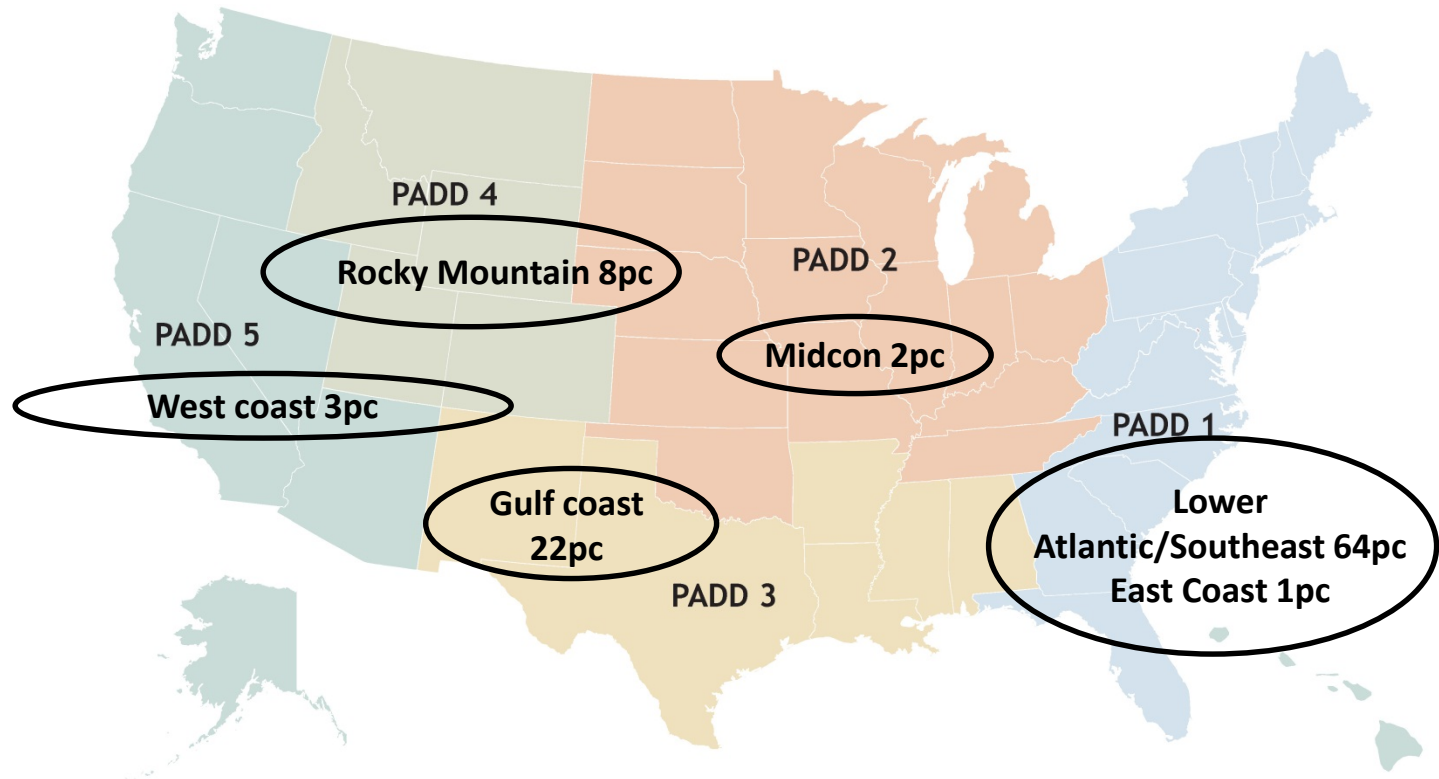 PADD 4
Rocky Mountain 8pc
PADD 2
PADD 5
Midcon 2pc
West coast 3pc
PADD 1
Gulf coast
22pc
Lower
Atlantic/Southeast 64pc
East Coast 1pc
PADD 3